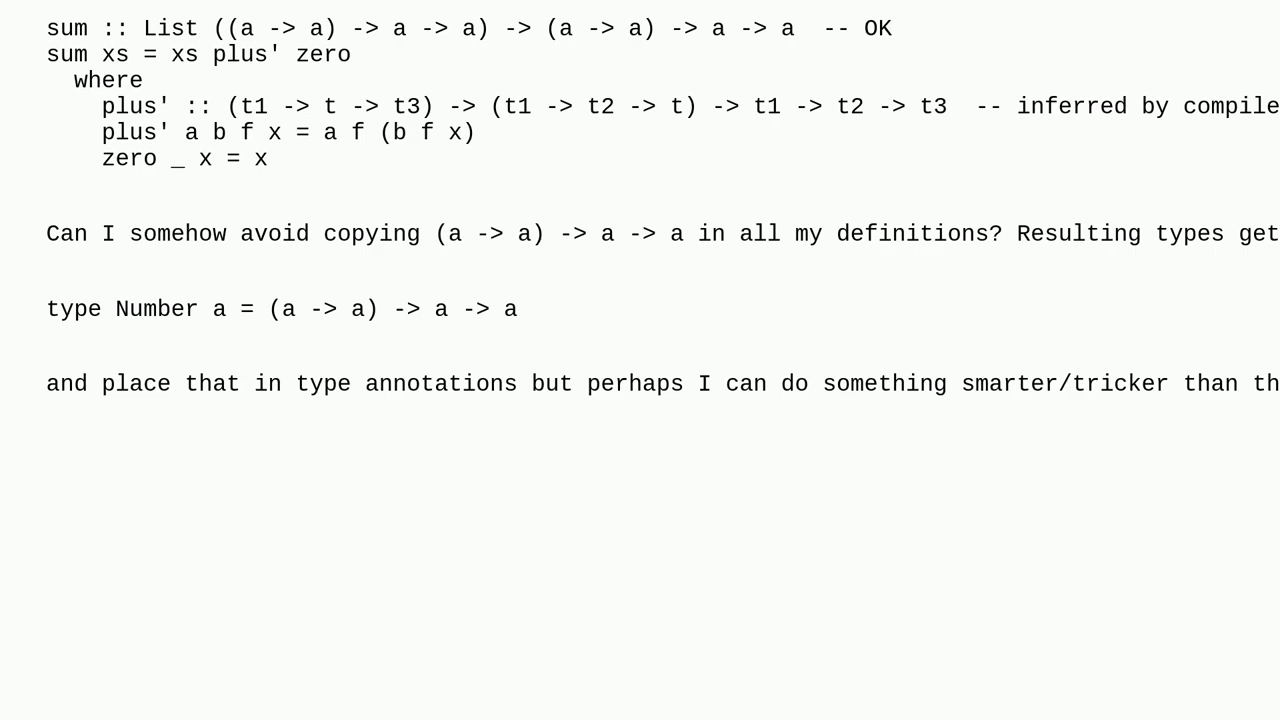 sum :: List ((a -> a) -> a -> a) -> (a -> a) -> a -> a  -- OK
sum xs = xs plus' zero
  where
    plus' :: (t1 -> t -> t3) -> (t1 -> t2 -> t) -> t1 -> t2 -> t3  -- inferred by compile
    plus' a b f x = a f (b f x)
    zero _ x = x
Can I somehow avoid copying (a -> a) -> a -> a in all my definitions? Resulting types get
type Number a = (a -> a) -> a -> a
and place that in type annotations but perhaps I can do something smarter/tricker than th